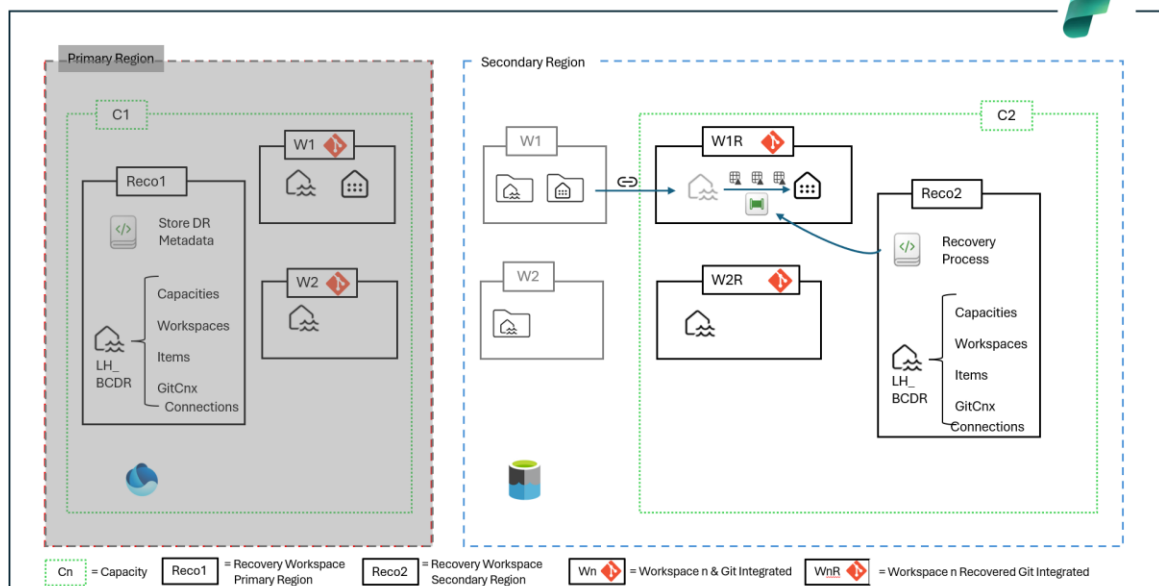 Primary Region
C1
Reco1
Store DR
Metadata
Capacities
Workspaces
Items
GitCnx
Connections
LH_
BCDR
W1
W2
Secondary Region
W1
W2
C2
W1R
W2R
Reco2
Recovery
Process
Capacities
Workspaces
Items
GitCnx
Connections
LH_
BCDR
Cn = Capacity
Reco1 = Recovery Workspace
Primary Region
Reco2 = Recovery Workspace
Secondary Region
Wn = Workspace n & Git Integrated
WnR = Workspace n Recovered Git Integrated